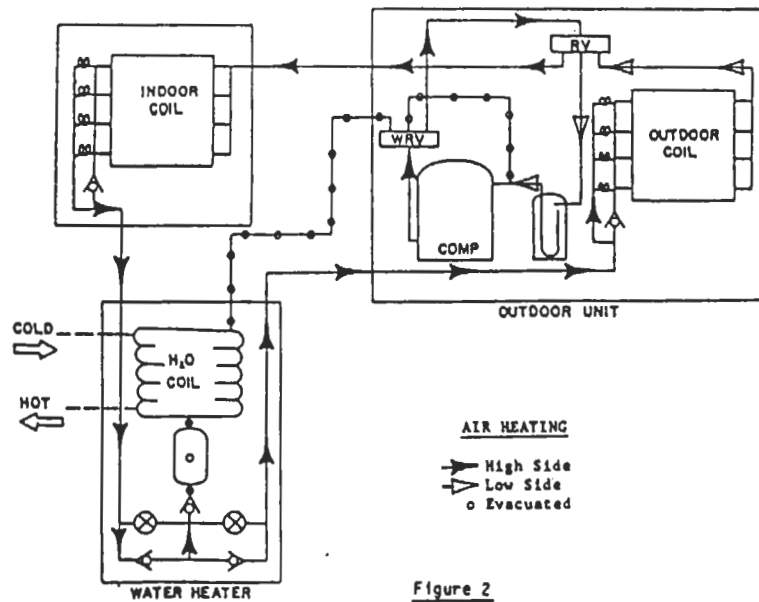 RV
INDOOR
COIL
WRV
OUTDOOR
COIL
COMP
OUTDOOR UNIT
COLD
H₂O
COIL
HOT
AIR HEATING
High Side
Low Side
o Evacuated
WATER HEATER
Figure 2